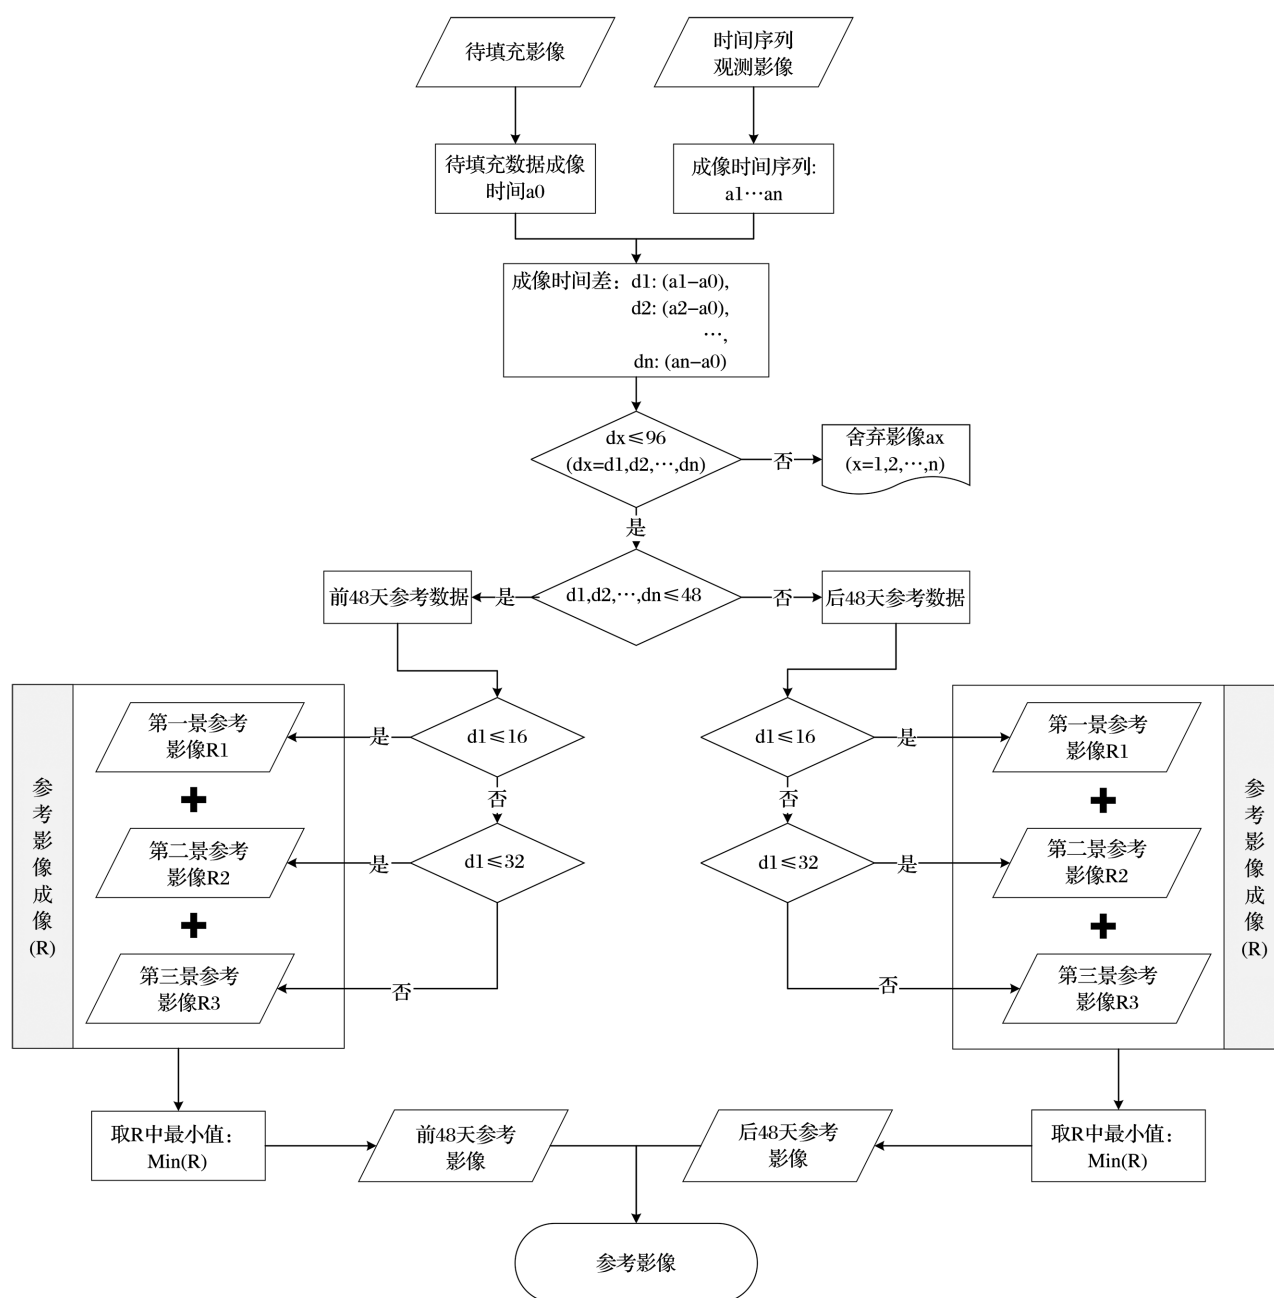 待填充影像
时间序列
观测影像
待填充数据成像
时间a0
成像时间序列:
a1…an
成像时间差：d1: (a1−a0),
d2: (a2−a0),
…,
dn: (an−a0)
dx≤96
(dx=d1,d2,…,dn)
否
舍弃影像ax
(x=1,2,…,n)
是
前48天参考数据
是
d1,d2,…,dn≤48
否
后48天参考数据
参考影像成像(R)
第一景参考
影像R1
是
d1≤16
否
第二景参考
影像R2
是
d1≤32
第三景参考
影像R3
否
d1≤16
是
第一景参考
影像R1
否
d1≤32
是
第二景参考
影像R2
否
第三景参考
影像R3
参考影像成像(R)
取R中最小值：
Min(R)
前48天参考
影像
后48天参考
影像
取R中最小值：
Min(R)
参考影像